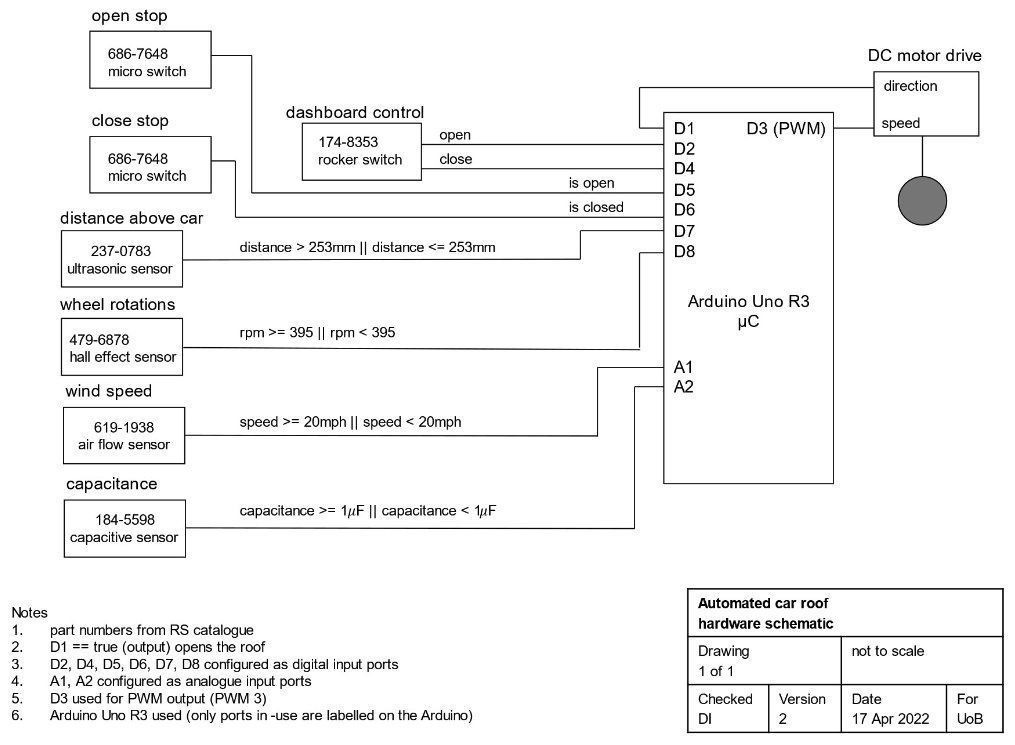 open stop
686-7648
micro switch
close stop
686-7648
micro switch
dashboard control
174-8353
rocker switch
open
close
is open
is closed
distance above car
237-0783
ultrasonic sensor
distance > 253mm || distance <= 253mm
wheel rotations
479-6878
hall effect sensor
rpm >= 395 || rpm < 395
wind speed
619-1938
air flow sensor
speed >= 20mph || speed < 20mph
capacitance
184-5598
capacitive sensor
capacitance >= 1µF || capacitance < 1µF
D1
D2
D4
D5
D6
D7
D8
A1
A2
D3 (PWM)
Arduino Uno R3
µC
DC motor drive
direction
speed
Notes
1. part numbers from RS catalogue
2. D1 == true (output) opens the roof
3. D2, D4, D5, D6, D7, D8 configured as digital input ports
4. A1, A2 configured as analogue input ports
5. D3 used for PWM output (PWM 3)
6. Arduino Uno R3 used (only ports in -use are labelled on the Arduino)
Automated car roof
hardware schematic
Drawing
1 of 1
not to scale
Checked
DI
Version
2
Date
17 Apr 2022
For
UoB